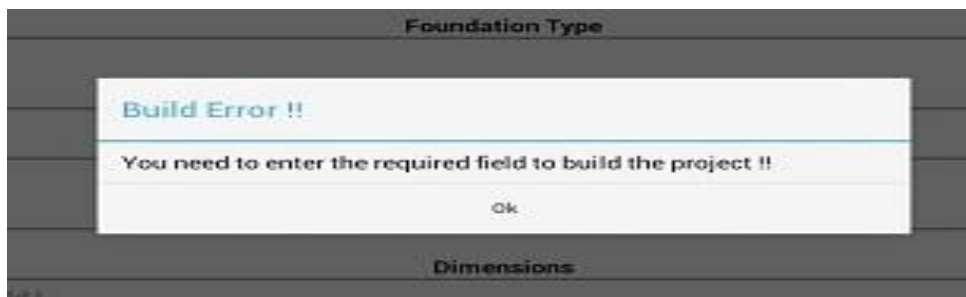 Foundation Type
Build Error !!
You need to enter the required field to build the project !!
Ok
Dimensions